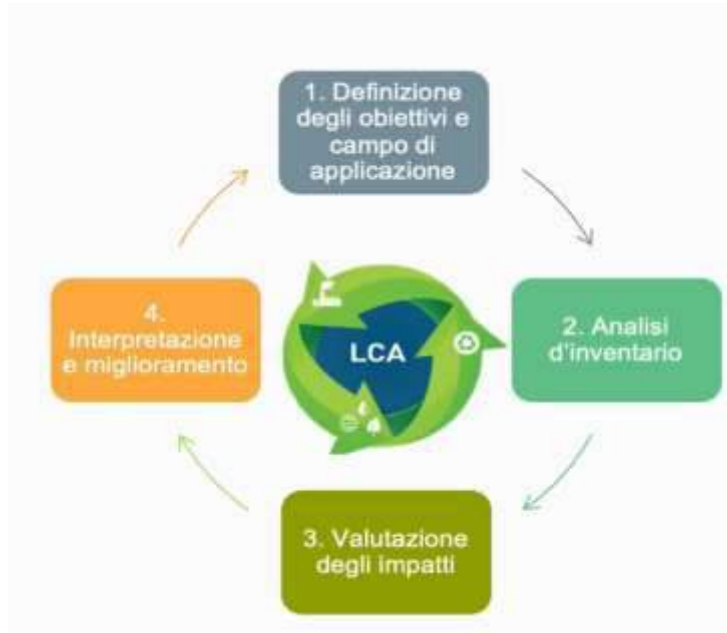 1. Definizione
degli obiettivi e
campo di
applicazione
2. Analisi
d'inventario
3. Valutazione
degli impatti
4.
Interpretazione
e miglioramento
LCA